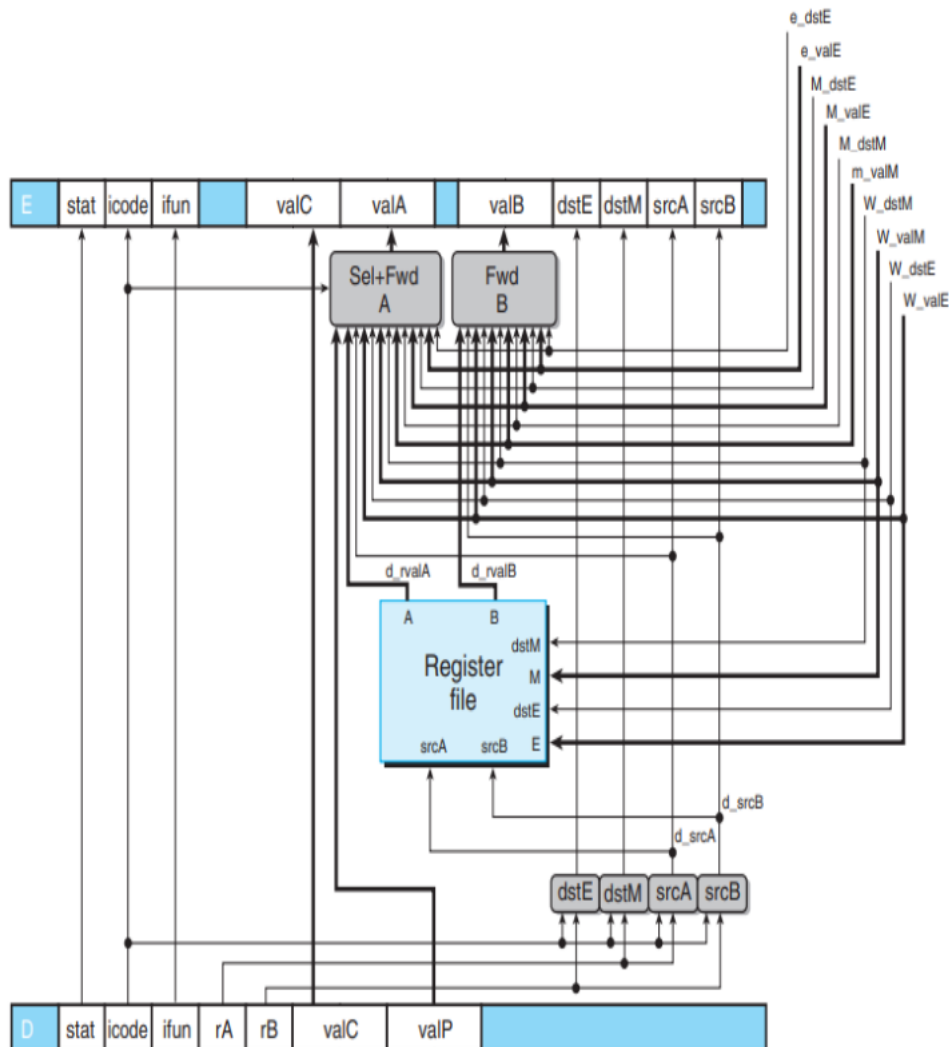 e_dstE
e_valE
M_dstE
M_valE
M_dstM
m_valM
W_dstM
W_valM
W_dstE
W_valE
E stat icode ifun valC valA valB dstE dstM srcA srcB
Sel+Fwd
A
Fwd
B
d_rvalA d_rvalB
A B
dstM
Register
file
M
dstE
srcA srcB E
d_srcB
d_srcA
dstE dstM srcA srcB
D stat icode ifun rA rB valC valP